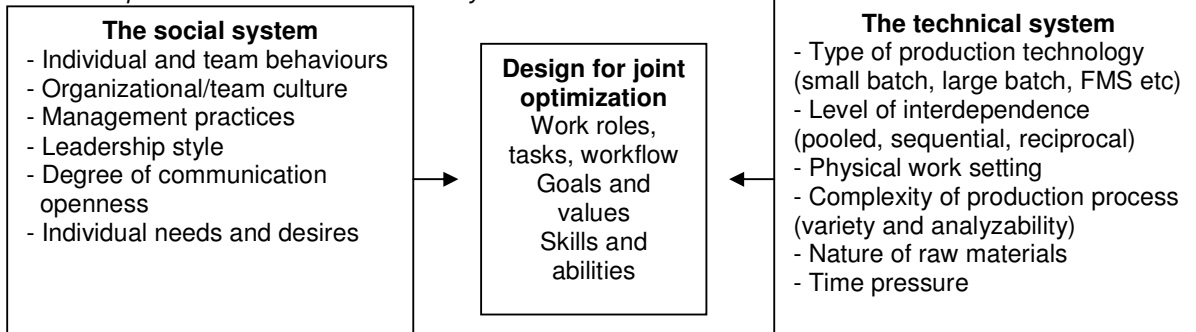 The social system
- Individual and team behaviours
- Organizational/team culture
- Management practices
- Leadership style
- Degree of communication
openness
- Individual needs and desires
Design for joint
optimization
Work roles,
tasks, workflow
Goals and
values
Skills and
abilities
The technical system
- Type of production technology
(small batch, large batch, FMS etc)
- Level of interdependence
(pooled, sequential, reciprocal)
- Physical work setting
- Complexity of production process
(variety and analyzability)
- Nature of raw materials
- Time pressure